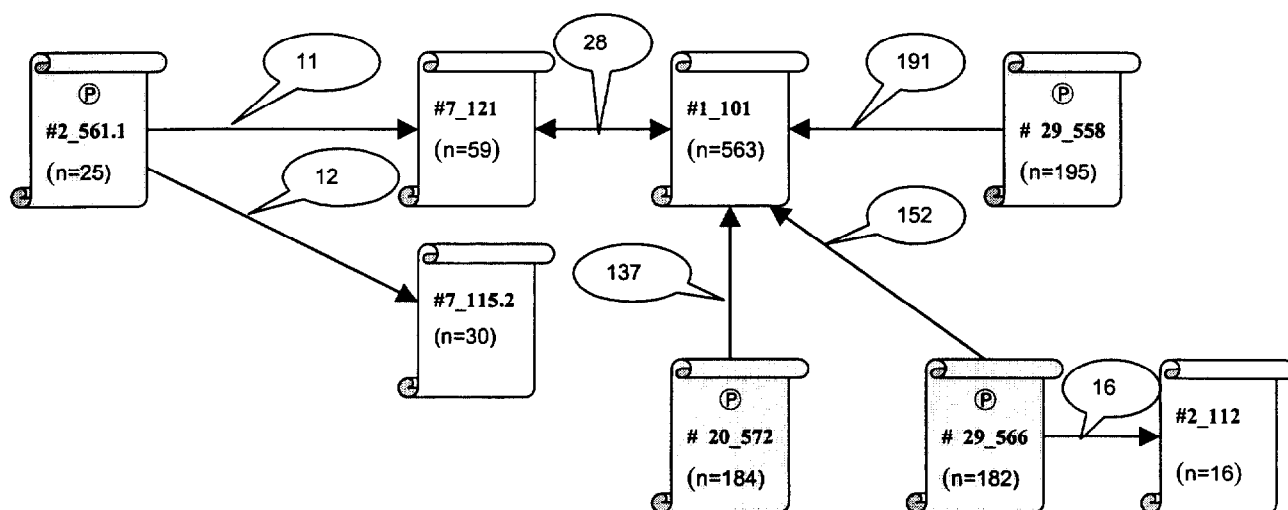 11
28
191
Ⓟ
#2_561.1
(n=25)
#7_121
(n=59)
#1_101
(n=563)
Ⓟ
# 29_558
(n=195)
12
152
137
#7_115.2
(n=30)
16
Ⓟ
# 20_572
(n=184)
Ⓟ
# 29_566
(n=182)
#2_112
(n=16)